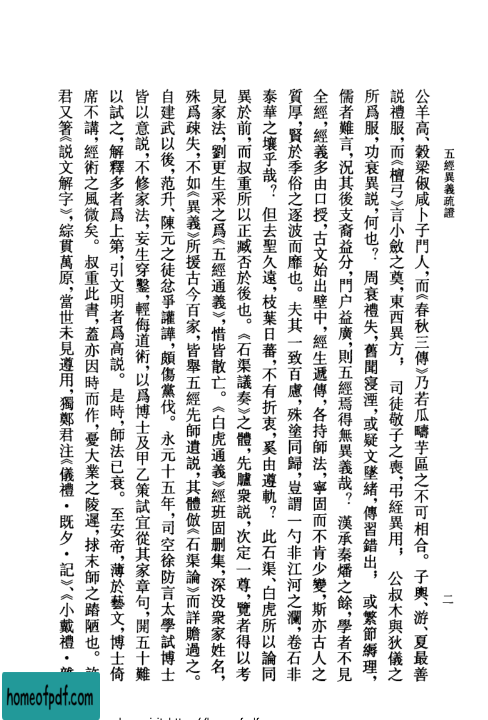 五經異義疏證
二
公羊高、穀梁俶咸卜子門人，而《春秋三傳》乃若瓜疇芋區之不可相合。子輿、游、夏最善
説禮服，而《檀弓》言小斂之奠，東西異方，司徒敬子之喪，弔絰異用，公叔木與狄儀之
所爲服，功衰異説，何也？周衰禮失，舊聞寖湮，或疑文墜緒，傳習錯出，或繁節縟理，
儒者難言，況其後支裔益分，門户益廣，則五經焉得無異義哉？漢承秦燔之餘，學者不見
全經，經義多由口授，古文始出壁中，經生遞傳，各持師法，寧固而不肯少變，斯亦古人之
質厚，賢於季俗之逐波而靡也。夫其一致百慮，殊塗同歸，豈謂一勺非江河之瀾，卷石非
泰華之壤乎哉？但去聖久遠，枝葉日蕃，不有折衷，奚由遵軌？此石渠、白虎所以論同
異於前，而叔重所以正臧否於後也。《石渠議奏》之體，先臚衆説，次定一尊，覽者得以考
見家法，劉更生采之爲《五經通義》，惜皆散亡。《白虎通義》經班固删集，深没衆家姓名，
殊爲疎失，不如《異義》所援古今百家，皆舉五經先師遺説，其體倣《石渠論》而詳贍過之。
自建武以後，范升、陳元之徒忿爭讙譁，頗傷黨伐。永元十五年，司空徐防言太學試博士
皆以意説，不修家法，妄生穿鑿，輕侮道術，以爲博士及甲乙策試宜從其家章句，開五十難
以試之，解釋多者爲上第，引文明者爲高説。是時，師法已衰。至安帝，薄於藝文，博士倚
席不講，經術之風微矣。叔重此書，蓋亦因時而作，憂大業之陵遲，捄末師之踳陋也。許
君又著《説文解字》，綜貫萬原，當世未見遵用，獨鄭君注《儀禮・既夕・記》、《小戴禮・雜
homeofpdf.com